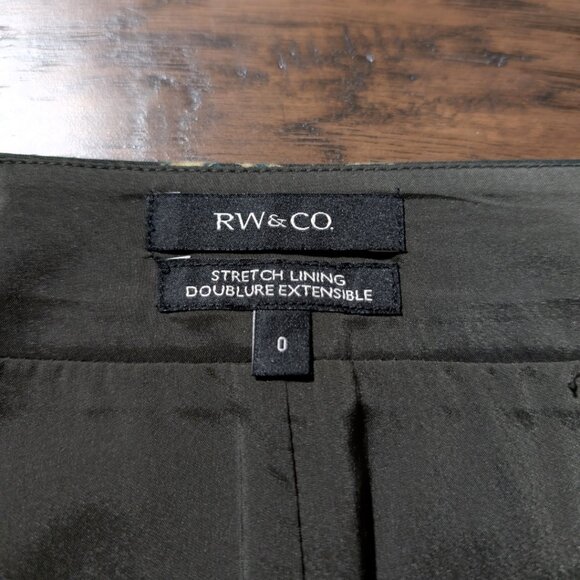 RW&CO.
STRETCH LINING
DOUBLURE EXTENSIBLE
0